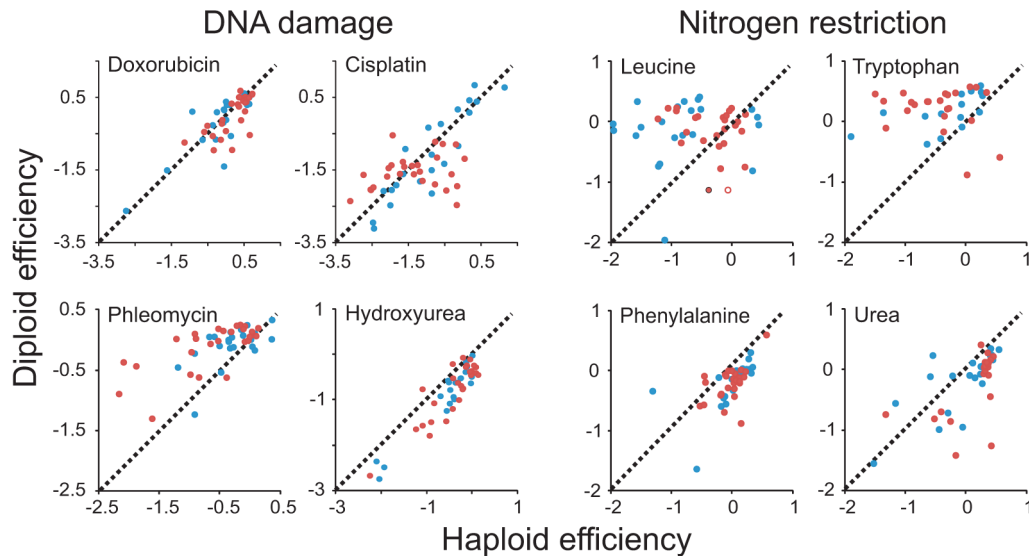 DNA damage
Nitrogen restriction
Diploid efficiency
Doxorubicin
0.5
-1.5
-3.5
-3.5 -1.5 0.5
Cisplatin
0.5
-1.5
-3.5
-3.5 -1.5 0.5
Leucine
1
0
-1
-2
-2 -1 0 1
Tryptophan
1
0
-1
-2
-2 -1 0 1
Phleomycin
0.5
-0.5
-1.5
-2.5
-2.5 -1.5 -0.5 0.5
Hydroxyurea
1
-1
-3
-3 -1 1
Phenylalanine
1
0
-1
-2
-2 -1 0 1
Urea
1
0
-1
-2
-2 -1 0 1
Haploid efficiency